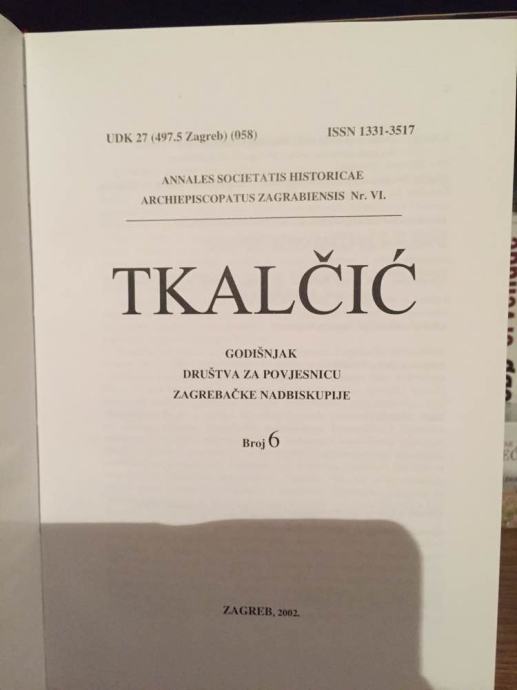 UDK 27 (497.5 Zagreb) (058) ISSN 1331-3517
ANNALES SOCIETATIS HISTORICAE
ARCHIEPISCOPATUS ZAGRABIENSIS Nr. VI.
TKALČIĆ
GODIŠNJAK
DRUŠTVA ZA POVJESNICU
ZAGREBAČKE NADBISKUPIJE
Broj 6
ZAGREB, 2002.